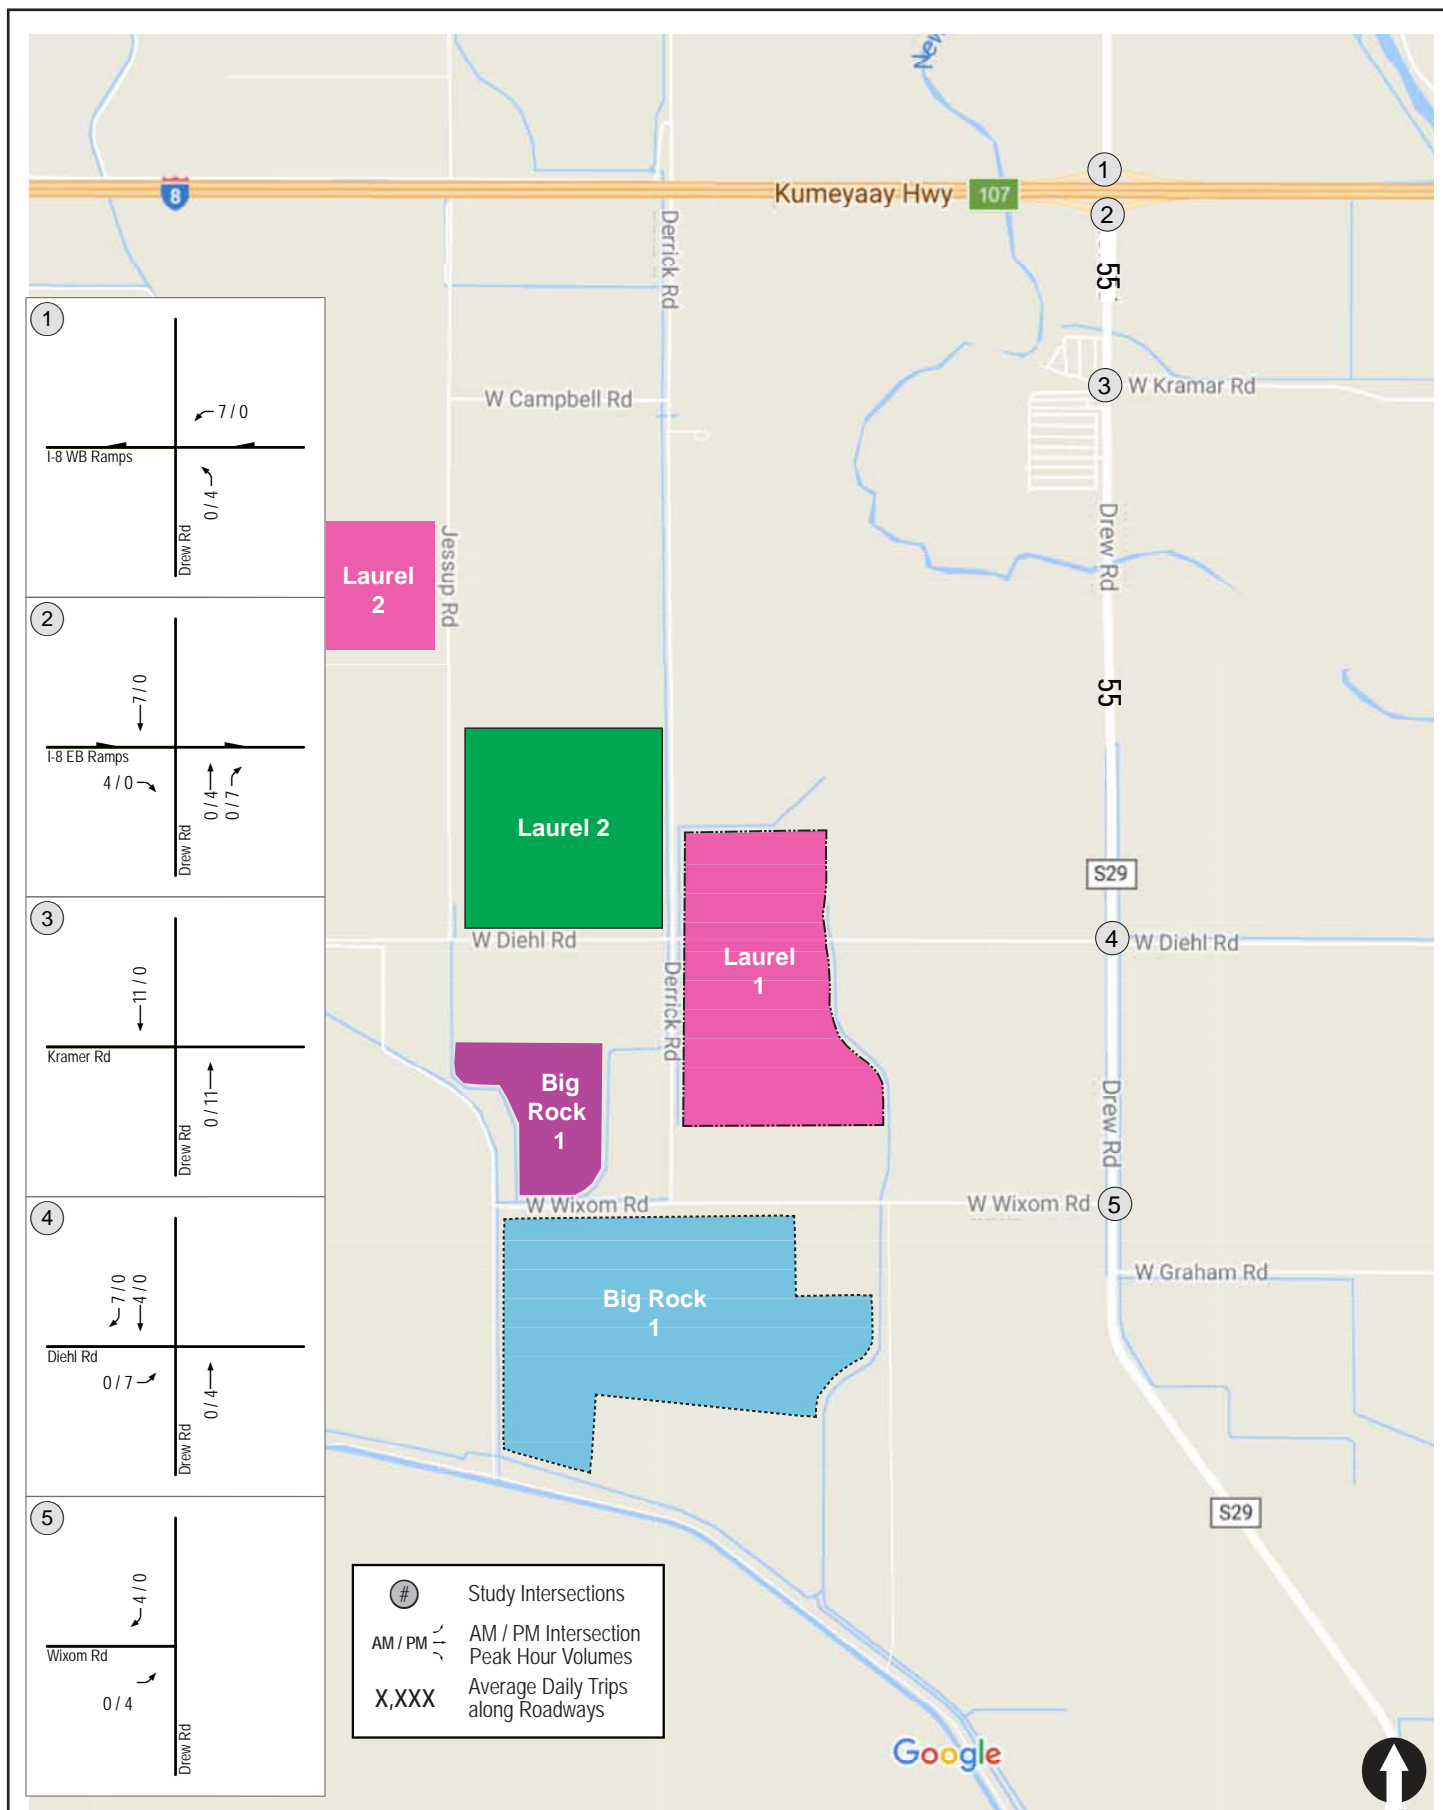 New
8
Kumeyaay Hwy
107
1
2
55
Derrick Rd
3
W Kramar Rd
W Campbell Rd
Drew Rd
Jessup Rd
Laurel
2
55
Laurel 2
S29
W Diehl Rd
4
W Diehl Rd
Laurel
1
Derrick Rd
Big
Rock
1
Drew Rd
W Wixom Rd
W Wixom Rd
5
W Graham Rd
Big Rock
1
S29
Google
1
7 / 0
I-8 WB Ramps
0 / 4
Drew Rd
2
7 / 0
I-8 EB Ramps
4 / 0
0 / 4
0 / 7
Drew Rd
3
11 / 0
Kramer Rd
0 / 11
Drew Rd
4
7 / 0
4 / 0
Diehl Rd
0 / 7
0 / 4
Drew Rd
5
4 / 0
Wixom Rd
0 / 4
Drew Rd
# Study Intersections
AM / PM AM / PM Intersection
Peak Hour Volumes
X,XXX Average Daily Trips
along Roadways